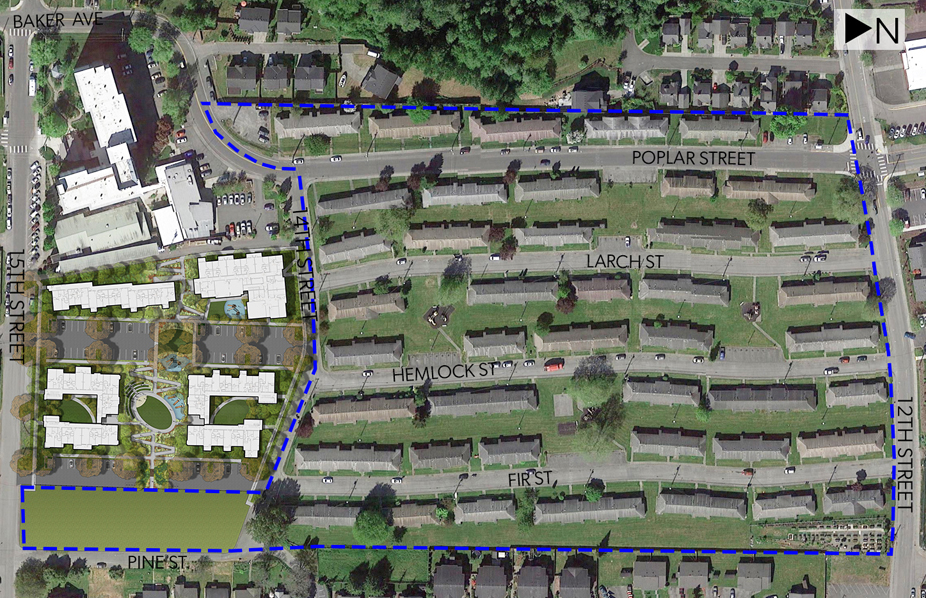 BAKER AVE
N
POPLAR STREET
14TH STREET
LARCH ST
15TH STREET
HEMLOCK ST
12TH STREET
FIR ST.
PINE ST.